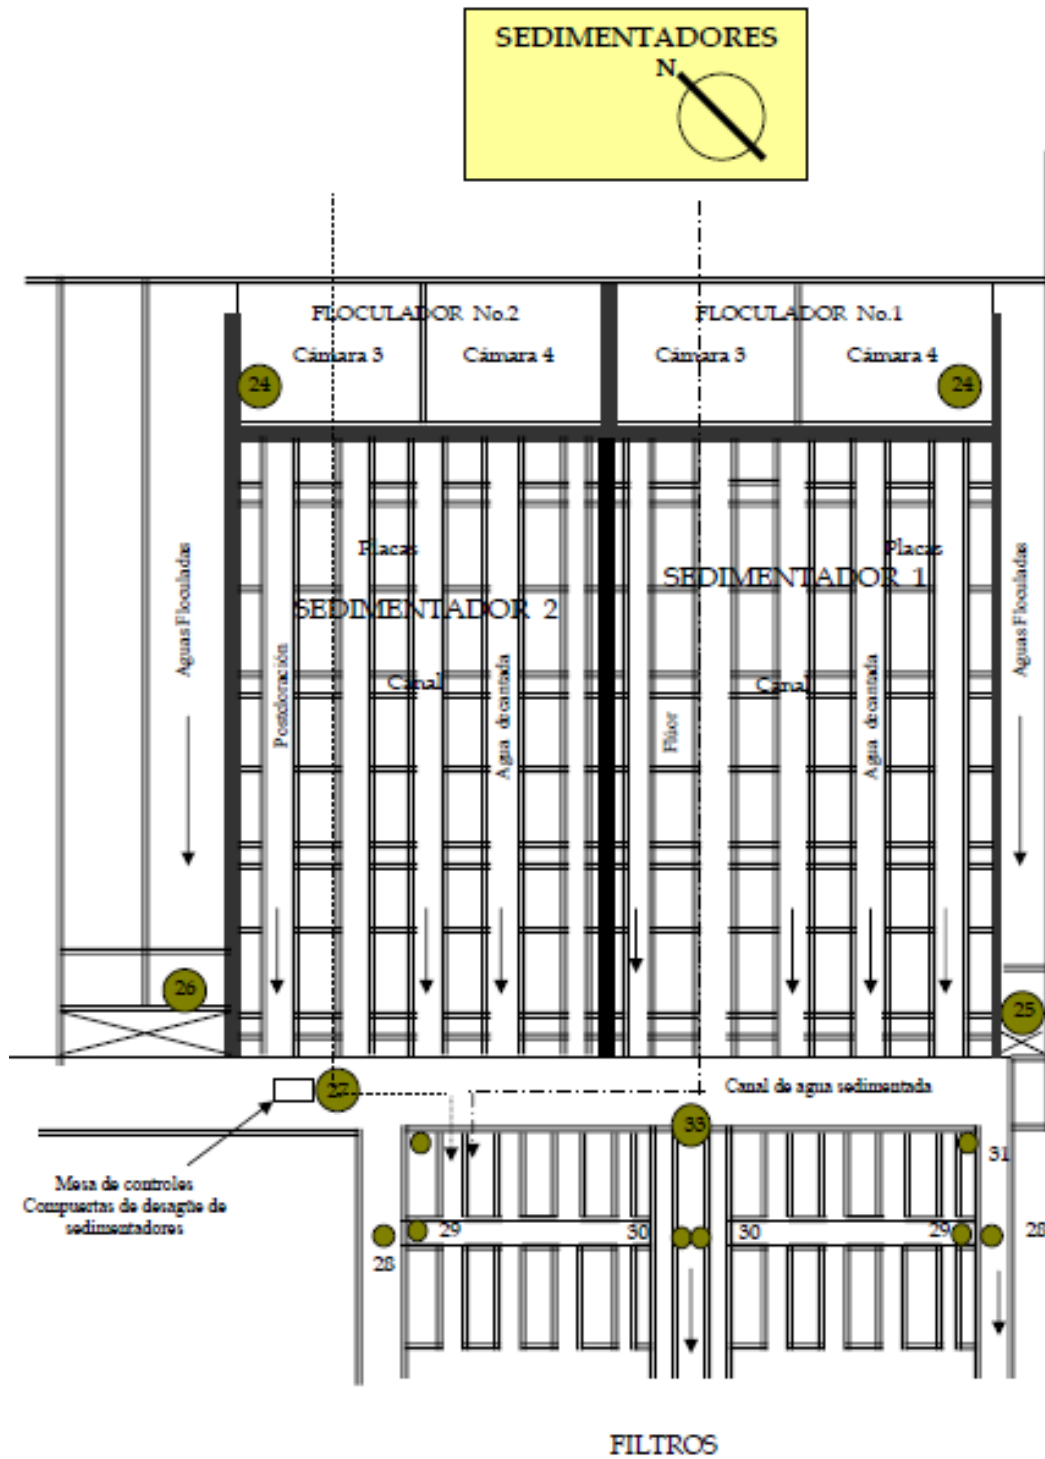 SEDIMENTADORES
N
FLOCULADOR No.2
FLOCULADOR No.1
Cámara 3
Cámara 4
Cámara 3
Cámara 4
24
24
Placas
Placas
SEDIMENTADOR 2
SEDIMENTADOR 1
Aguas Floculadas
Postcloración
Canal
Agua decantada
Flúor
Canal
Agua decantada
Aguas Floculadas
26
25
27
Canal de agua sedimentada
33
Mesa de controles
Compuertas de desagüe de
sedimentadores
31
29
30
30
29
28
28
FILTROS